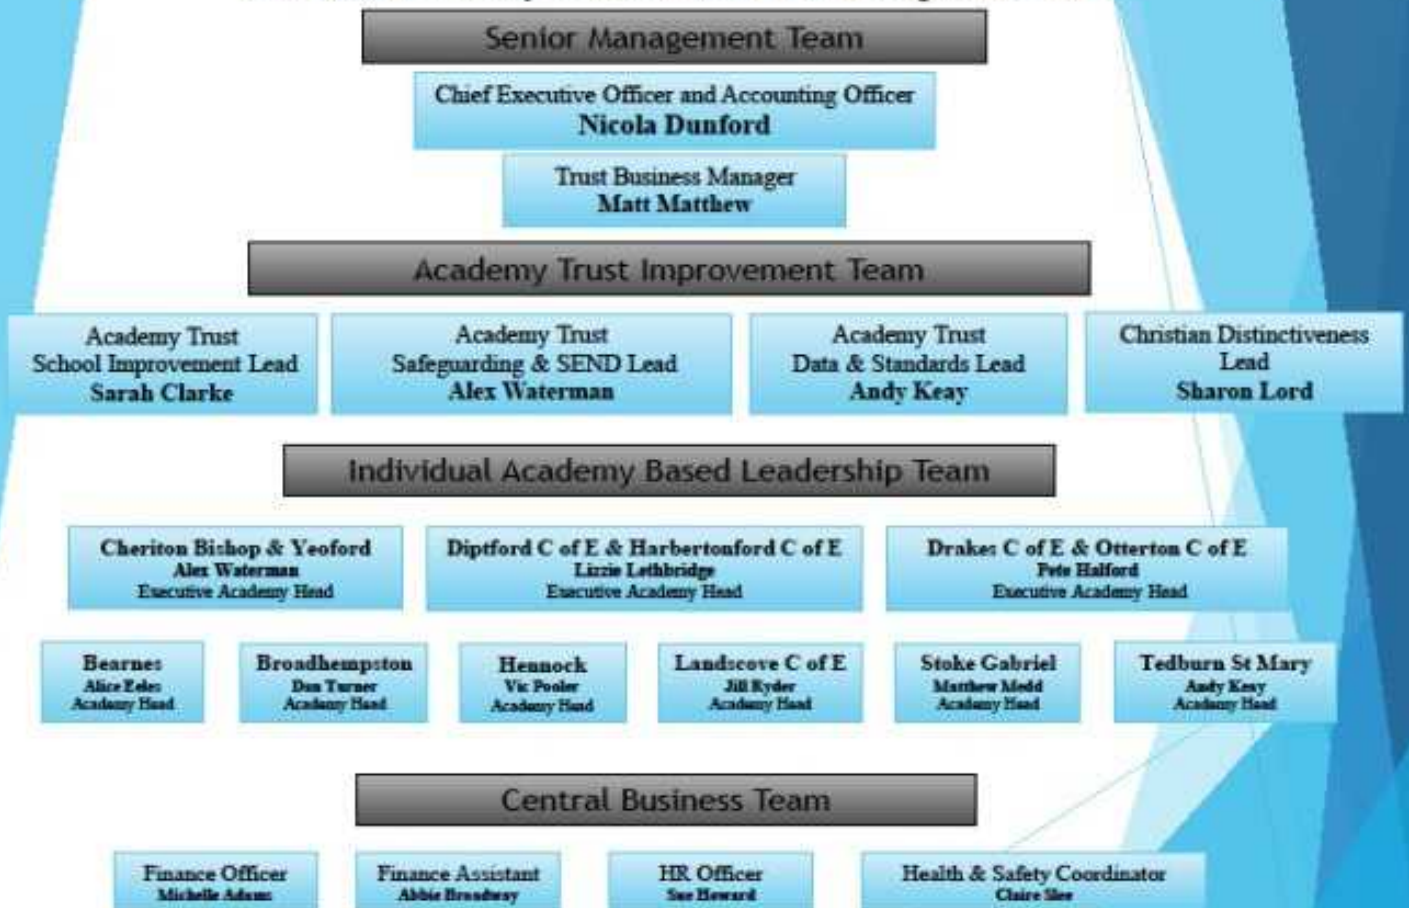 Senior Management Team
Chief Executive Officer and Accounting Officer
Nicola Dunford
Trust Business Manager
Matt Matthew
Academy Trust Improvement Team
Academy Trust
School Improvement Lead
Sarah Clarke
Academy Trust
Safeguarding & SEND Lead
Alex Waterman
Academy Trust
Data & Standards Lead
Andy Keay
Christian Distinctiveness
Lead
Sharon Lord
Individual Academy Based Leadership Team
Cheriton Bishop & Yeoford
Alex Waterman
Executive Academy Head
Diptford C of E & Harbertonford C of E
Lizzie Lethbridge
Executive Academy Head
Drakes C of E & Otterton C of E
Pete Halford
Executive Academy Head
Bearnes
Alice Eeles
Academy Head
Broadhempston
Dan Turner
Academy Head
Hennock
Vic Pooler
Academy Head
Landscove C of E
Jill Ryder
Academy Head
Stoke Gabriel
Matthew Medd
Academy Head
Tedburn St Mary
Andy Keay
Academy Head
Central Business Team
Finance Officer
Michelle Adams
Finance Assistant
Abbie Broadway
HR Officer
Sue Howard
Health & Safety Coordinator
Claire Slee